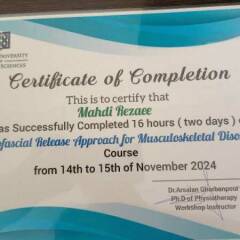 UNIVERSITY
SCIENCES
Certificate of Completion
This is to certify that
Mahdi Rezaee
as Successfully Completed 16 hours ( two days )
ofascial Release Approach for Musculoskeletal Diso
Course
from 14th to 15th of November 2024
Dr.Arsalan Ghorbanpour
Ph.D of Physiotherapy
Workshop Instructor